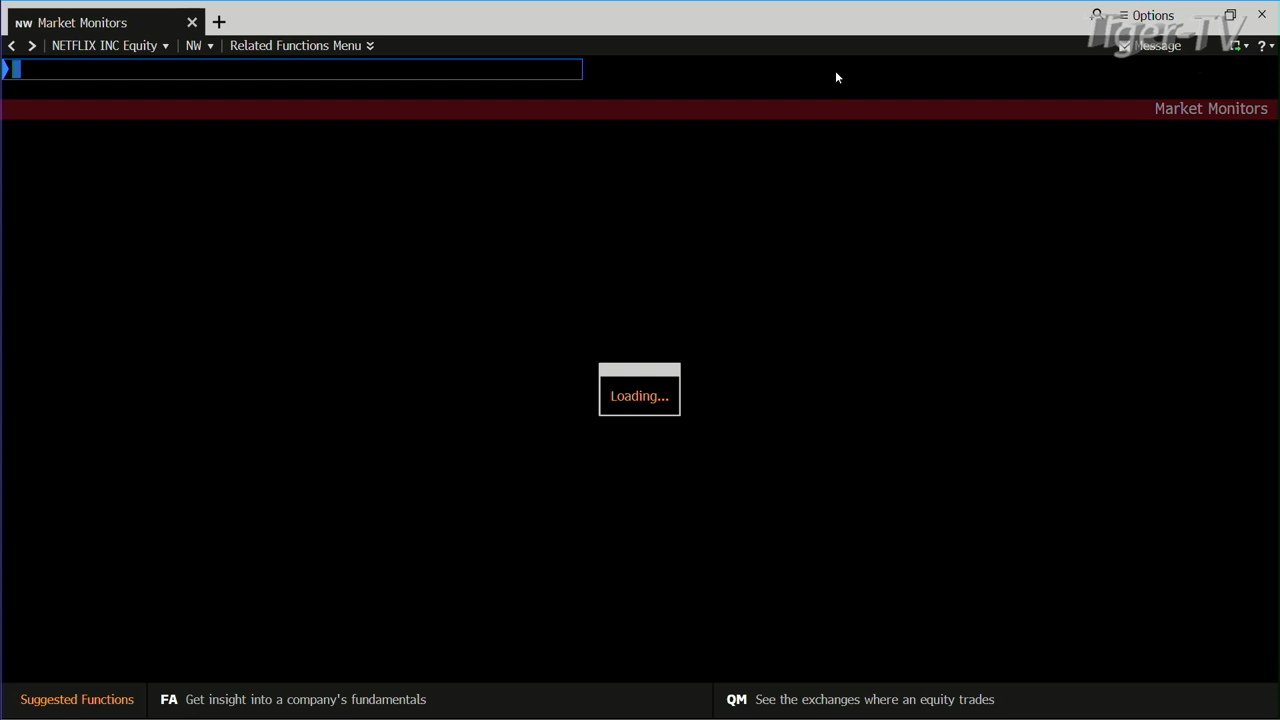 NW Market Monitors
Options
NETFLIX INC Equity NW Related Functions Menu
Message ?
Tiger-TV
Market Monitors
Loading...
Suggested Functions FA Get insight into a company's fundamentals QM See the exchanges where an equity trades